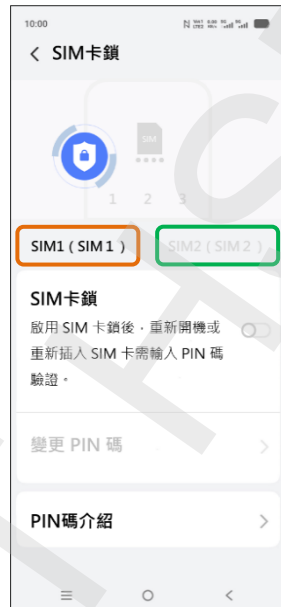 10:00
SIM卡鎖
SIM
1 2 3
SIM1 ( SIM 1 ) SIM2 ( SIM 2 )
SIM卡鎖
啟用 SIM 卡鎖後，重新開機或
重新插入 SIM 卡需輸入 PIN 碼
驗證。
變更 PIN 碼
PIN碼介紹